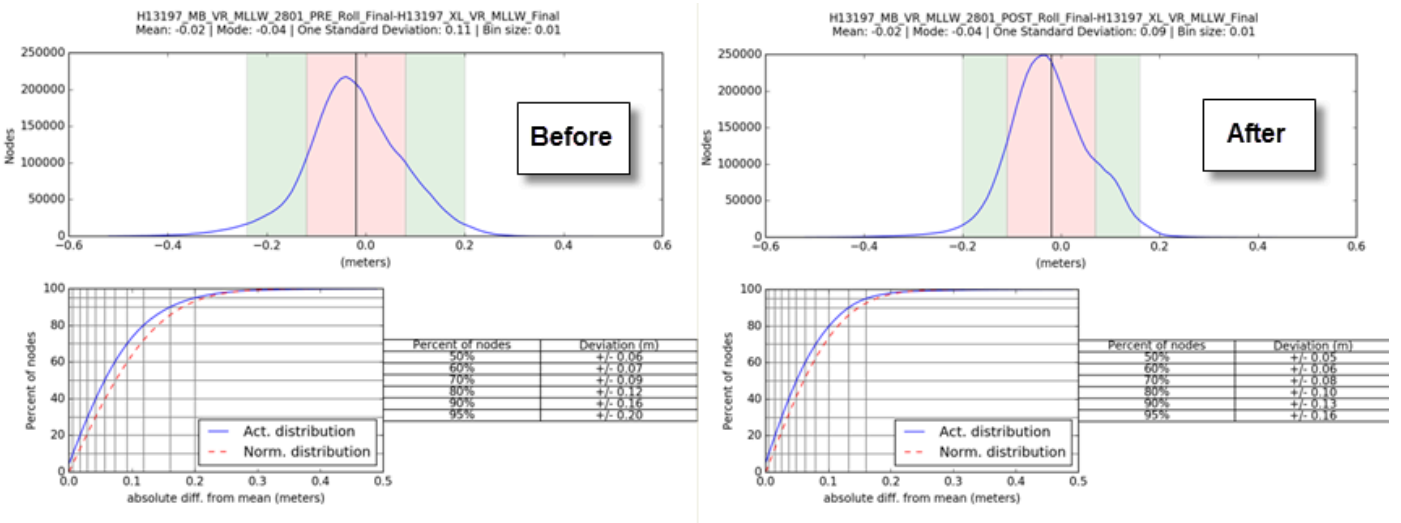 H13197_MB_VR_MLLW_2801_PRE_Roll_Final-H13197_XL_VR_MLLW_Final
Mean: -0.02 | Mode: -0.04 | One Standard Deviation: 0.11 | Bin size: 0.01
250000
200000
150000
100000
50000
0
Nodes
Before
−0.6 −0.4 −0.2 0.0 0.2 0.4 0.6
(meters)
100
80
60
40
20
0
Percent of nodes
Act. distribution
Norm. distribution
0.0 0.1 0.2 0.3 0.4 0.5
absolute diff. from mean (meters)
Percent of nodes Deviation (m)
50% +/- 0.06
60% +/- 0.07
70% +/- 0.09
80% +/- 0.12
90% +/- 0.16
95% +/- 0.20
H13197_MB_VR_MLLW_2801_POST_Roll_Final-H13197_XL_VR_MLLW_Final
Mean: -0.02 | Mode: -0.04 | One Standard Deviation: 0.09 | Bin size: 0.01
250000
200000
150000
100000
50000
0
Nodes
After
−0.6 −0.4 −0.2 0.0 0.2 0.4 0.6
(meters)
100
80
60
40
20
0
Percent of nodes
Act. distribution
Norm. distribution
0.0 0.1 0.2 0.3 0.4 0.5
absolute diff. from mean (meters)
Percent of nodes Deviation (m)
50% +/- 0.05
60% +/- 0.06
70% +/- 0.08
80% +/- 0.10
90% +/- 0.13
95% +/- 0.16